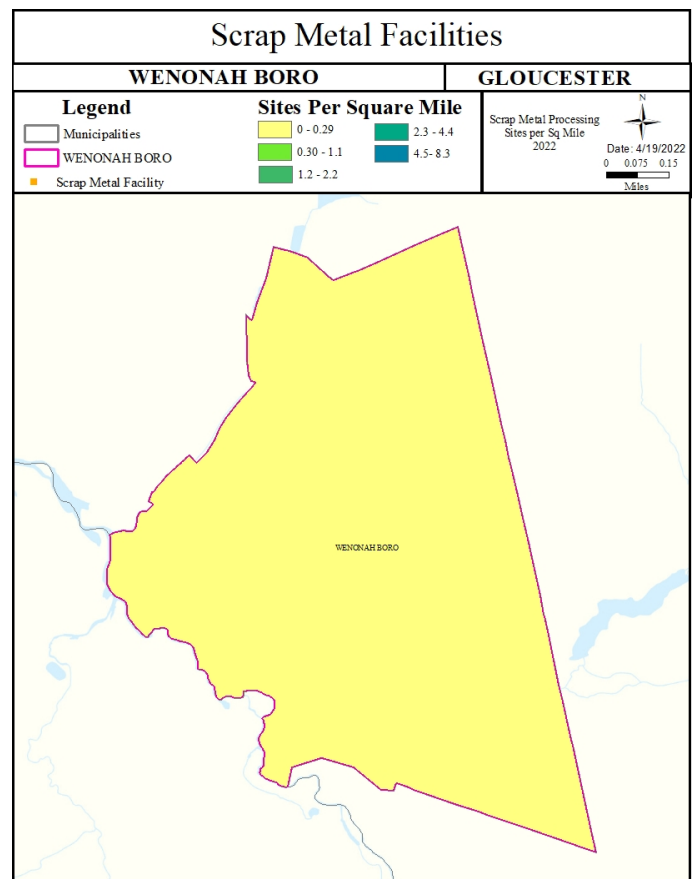 Scrap Metal Facilities
WENONAH BORO
GLOUCESTER
Legend
Municipalities
WENONAH BORO
Scrap Metal Facility
Sites Per Square Mile
0 - 0.29
0.30 - 1.1
1.2 - 2.2
2.3 - 4.4
4.5- 8.3
Scrap Metal Processing
Sites per Sq Mile
2022
N
Date: 4/19/2022
0 0.075 0.15
Miles
WENONAH BORO